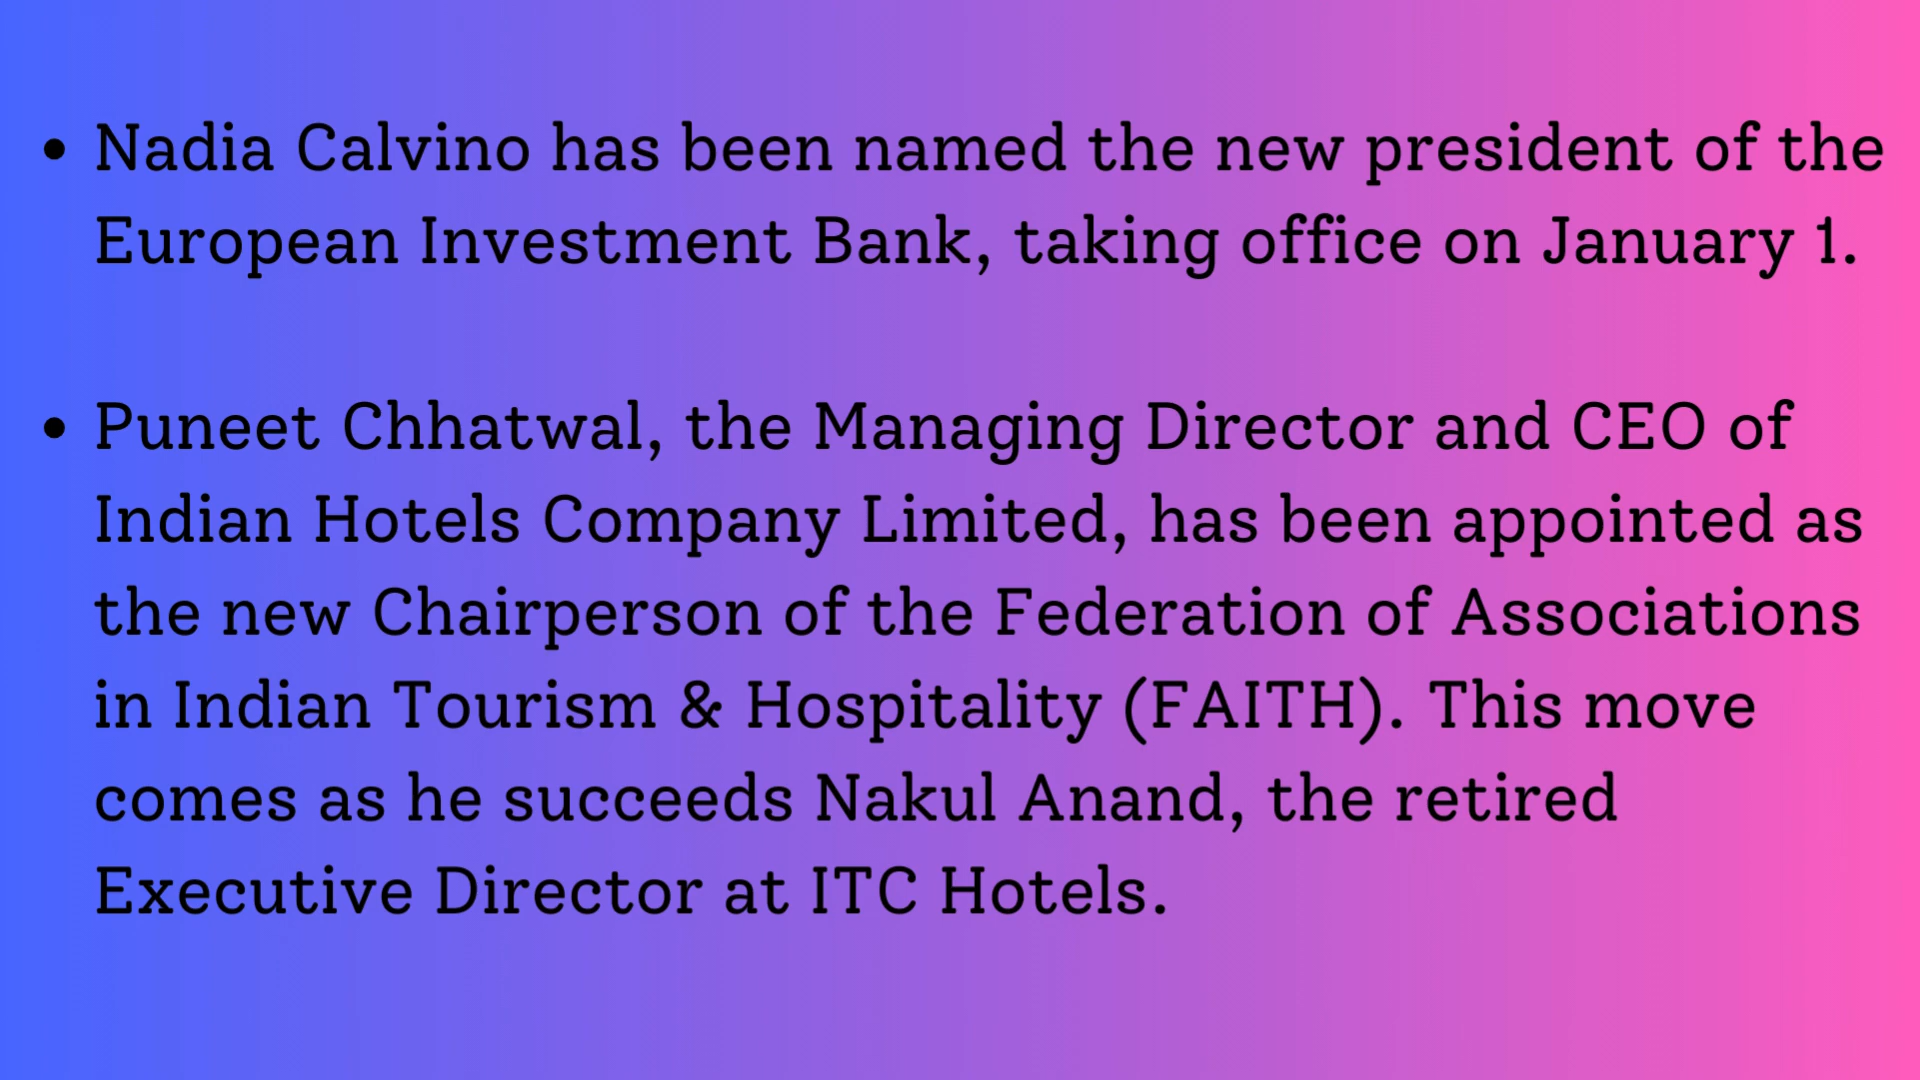 • Nadia Calvino has been named the new president of the
European Investment Bank, taking office on January 1.
• Puneet Chhatwal, the Managing Director and CEO of
Indian Hotels Company Limited, has been appointed as
the new Chairperson of the Federation of Associations
in Indian Tourism & Hospitality (FAITH). This move
comes as he succeeds Nakul Anand, the retired
Executive Director at ITC Hotels.